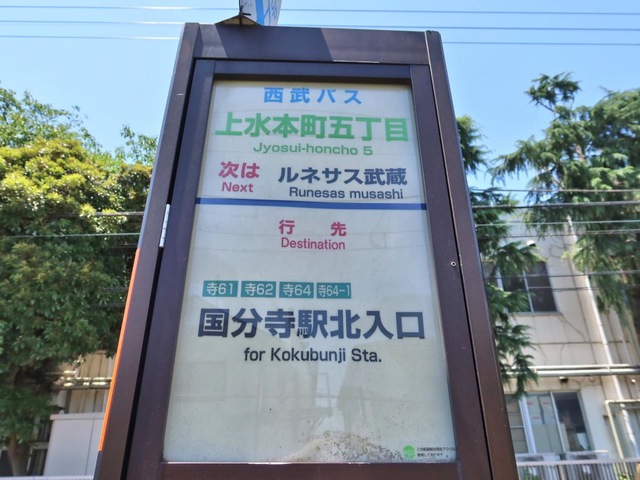 西武バス
上水本町五丁目
Jyosui-honcho 5
次は ルネサス武蔵
Next Runesas musashi
行先
Destination
寺61 寺62 寺64 寺64-1
国分寺駅北入口
for Kokubunji Sta.